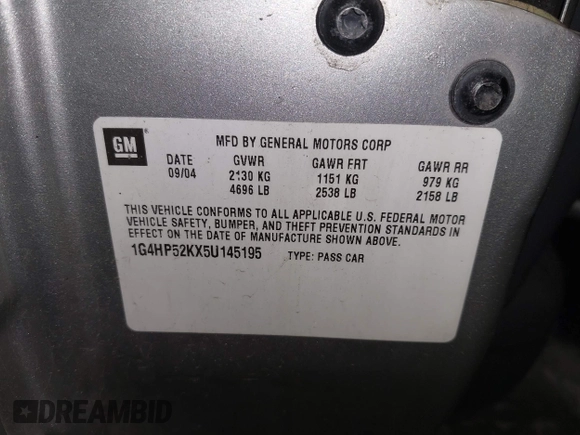 GM
MFD BY GENERAL MOTORS CORP
DATE GVWR GAWR FRT GAWR RR
09/04 2130 KG 1151 KG 979 KG
4696 LB 2538 LB 2158 LB
THIS VEHICLE CONFORMS TO ALL APPLICABLE U.S. FEDERAL MOTOR
VEHICLE SAFETY, BUMPER, AND THEFT PREVENTION STANDARDS IN
EFFECT ON THE DATE OF MANUFACTURE SHOWN ABOVE.
1G4HP52KX5U145195 TYPE: PASS CAR
DREAMBID